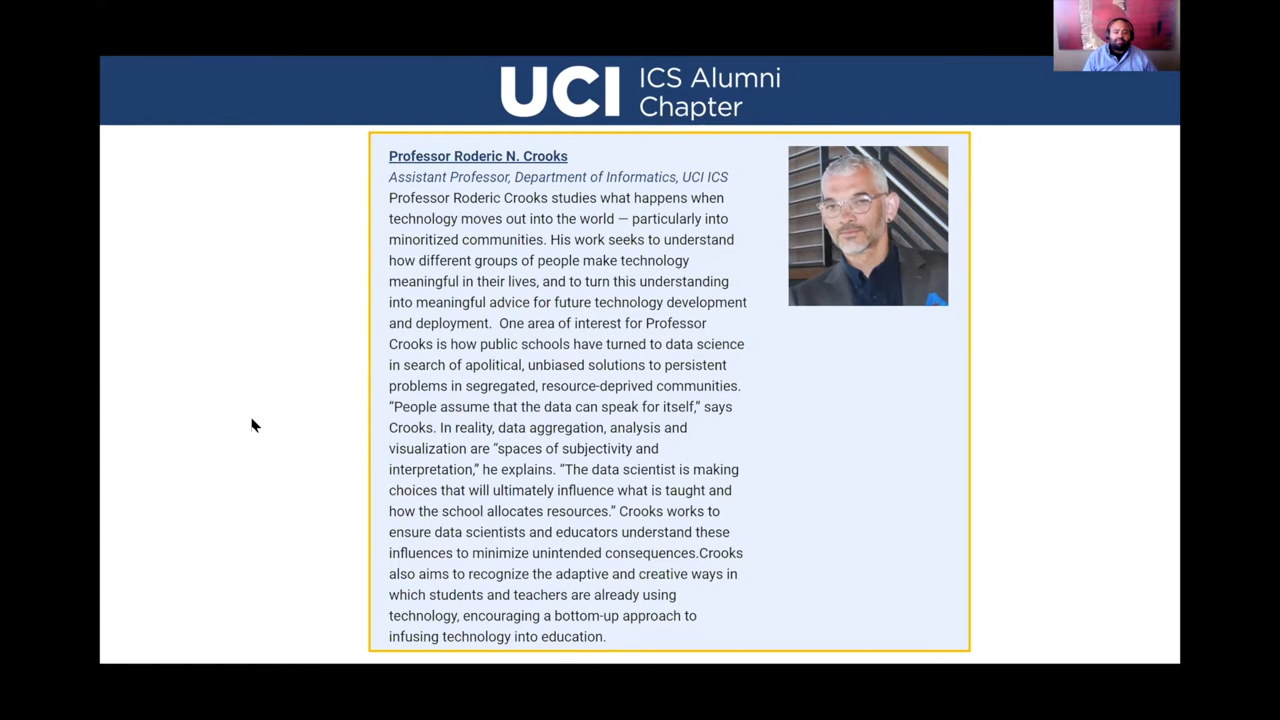 UCI
ICS Alumni
Chapter
Professor Roderic N. Crooks
Assistant Professor, Department of Informatics, UCI ICS
Professor Roderic Crooks studies what happens when
technology moves out into the world — particularly into
minoritized communities. His work seeks to understand
how different groups of people make technology
meaningful in their lives, and to turn this understanding
into meaningful advice for future technology development
and deployment.  One area of interest for Professor
Crooks is how public schools have turned to data science
in search of apolitical, unbiased solutions to persistent
problems in segregated, resource-deprived communities.
“People assume that the data can speak for itself,” says
Crooks. In reality, data aggregation, analysis and
visualization are “spaces of subjectivity and
interpretation,” he explains. “The data scientist is making
choices that will ultimately influence what is taught and
how the school allocates resources.” Crooks works to
ensure data scientists and educators understand these
influences to minimize unintended consequences.Crooks
also aims to recognize the adaptive and creative ways in
which students and teachers are already using
technology, encouraging a bottom-up approach to
infusing technology into education.